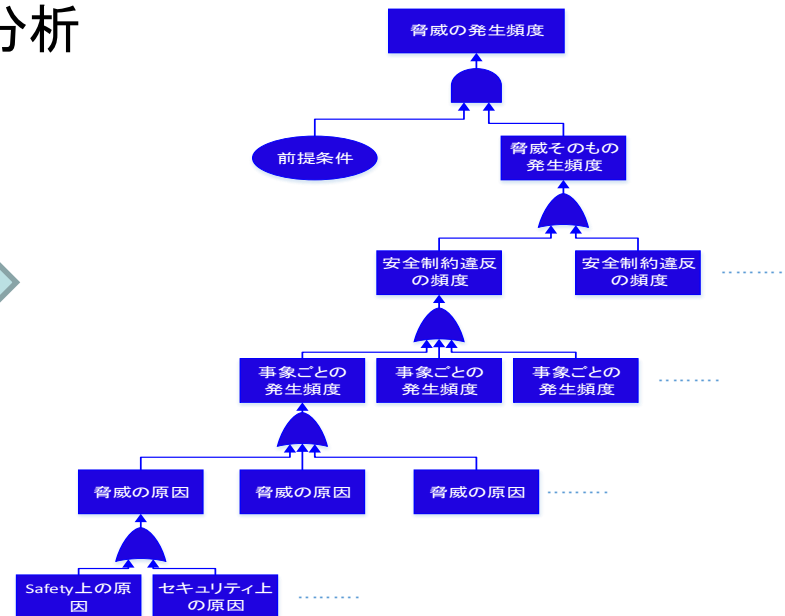 分析
脅威の発生頻度
前提条件
脅威そのもの
発生頻度
安全制約違反
の頻度
安全制約違反
の頻度
………
事象ごとの
発生頻度
事象ごとの
発生頻度
事象ごとの
発生頻度
………
脅威の原因
脅威の原因
脅威の原因
………
Safety上の原
因
セキュリティ上
の原因
………